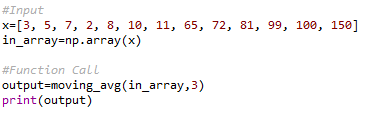 #Input
x=[3, 5, 7, 2, 8, 10, 11, 65, 72, 81, 99, 100, 150]
in_array=np.array(x)
#Function Call
output=moving_avg(in_array,3)
print(output)